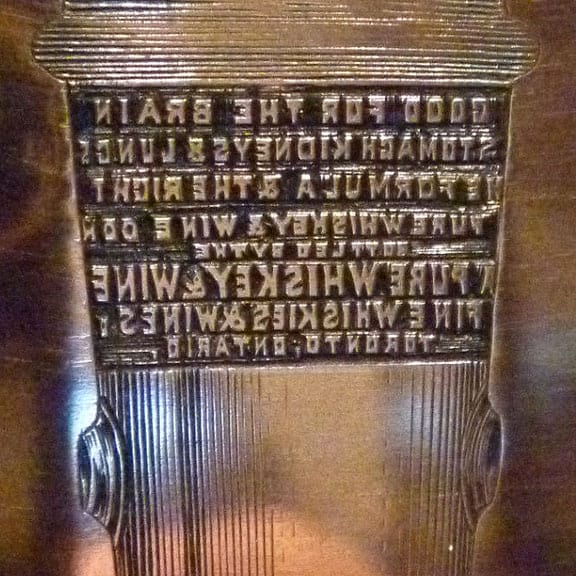 GOOD FOR THE BRAIN
STOMACH KIDNEYS & LUNGS
FORMULA & THE RIGHT
PURE WHISKEY & WINE
BOTTLED BY THE
PURE WHISKEY & WINE
FINE WHISKIES & WINES
TORONTO, ONTARIO